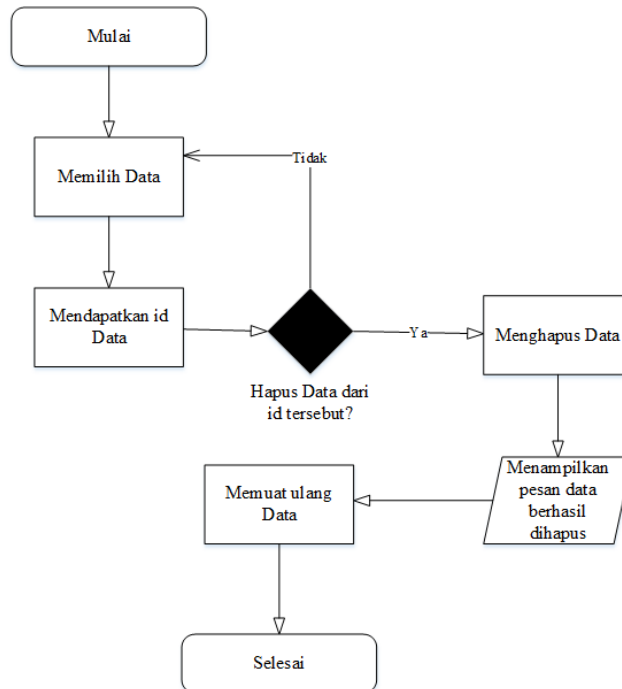 Mulai
Tidak
Memilih Data
Mendapatkan id
Data
Ya
Menghapus Data
Hapus Data dari
id tersebut?
Menampilkan
pesan data
berhasil
dihapus
Memuat ulang
Data
Selesai